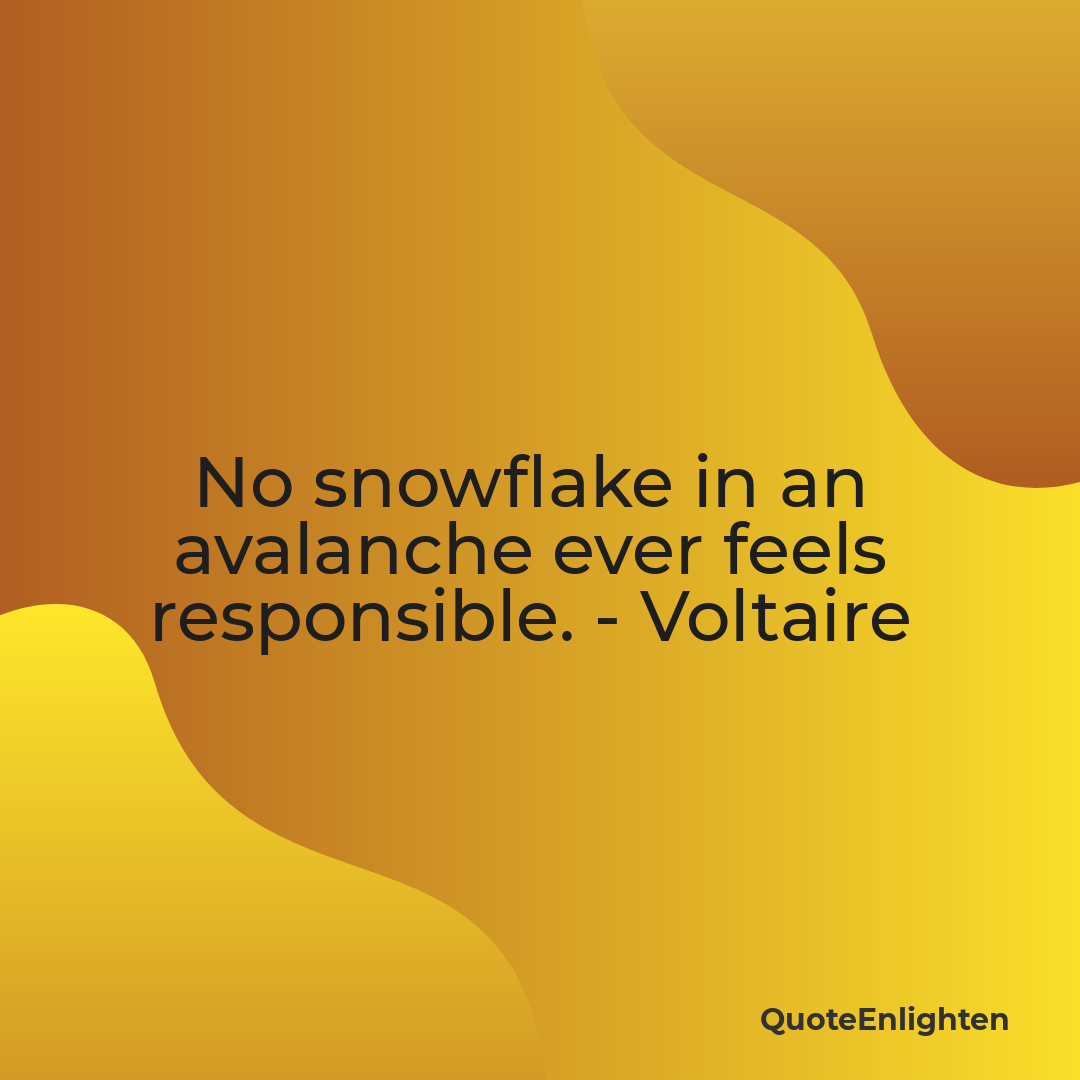 No snowflake in an
avalanche ever feels
responsible. - Voltaire
QuoteEnlighten